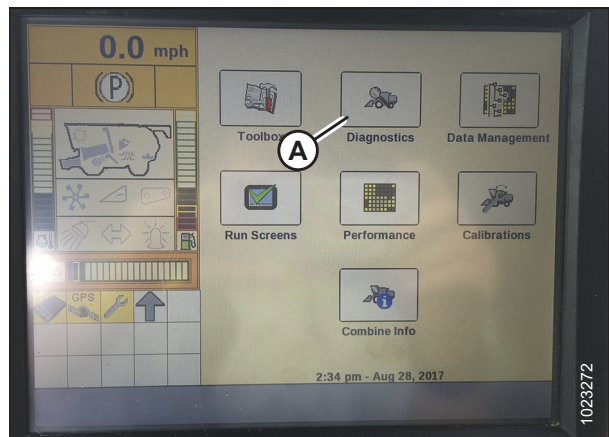 0.0 mph
(P)
Toolbox
Diagnostics
Data Management
A
Run Screens
Performance
Calibrations
GPS
Combine Info
2:34 pm - Aug 28, 2017
1023272